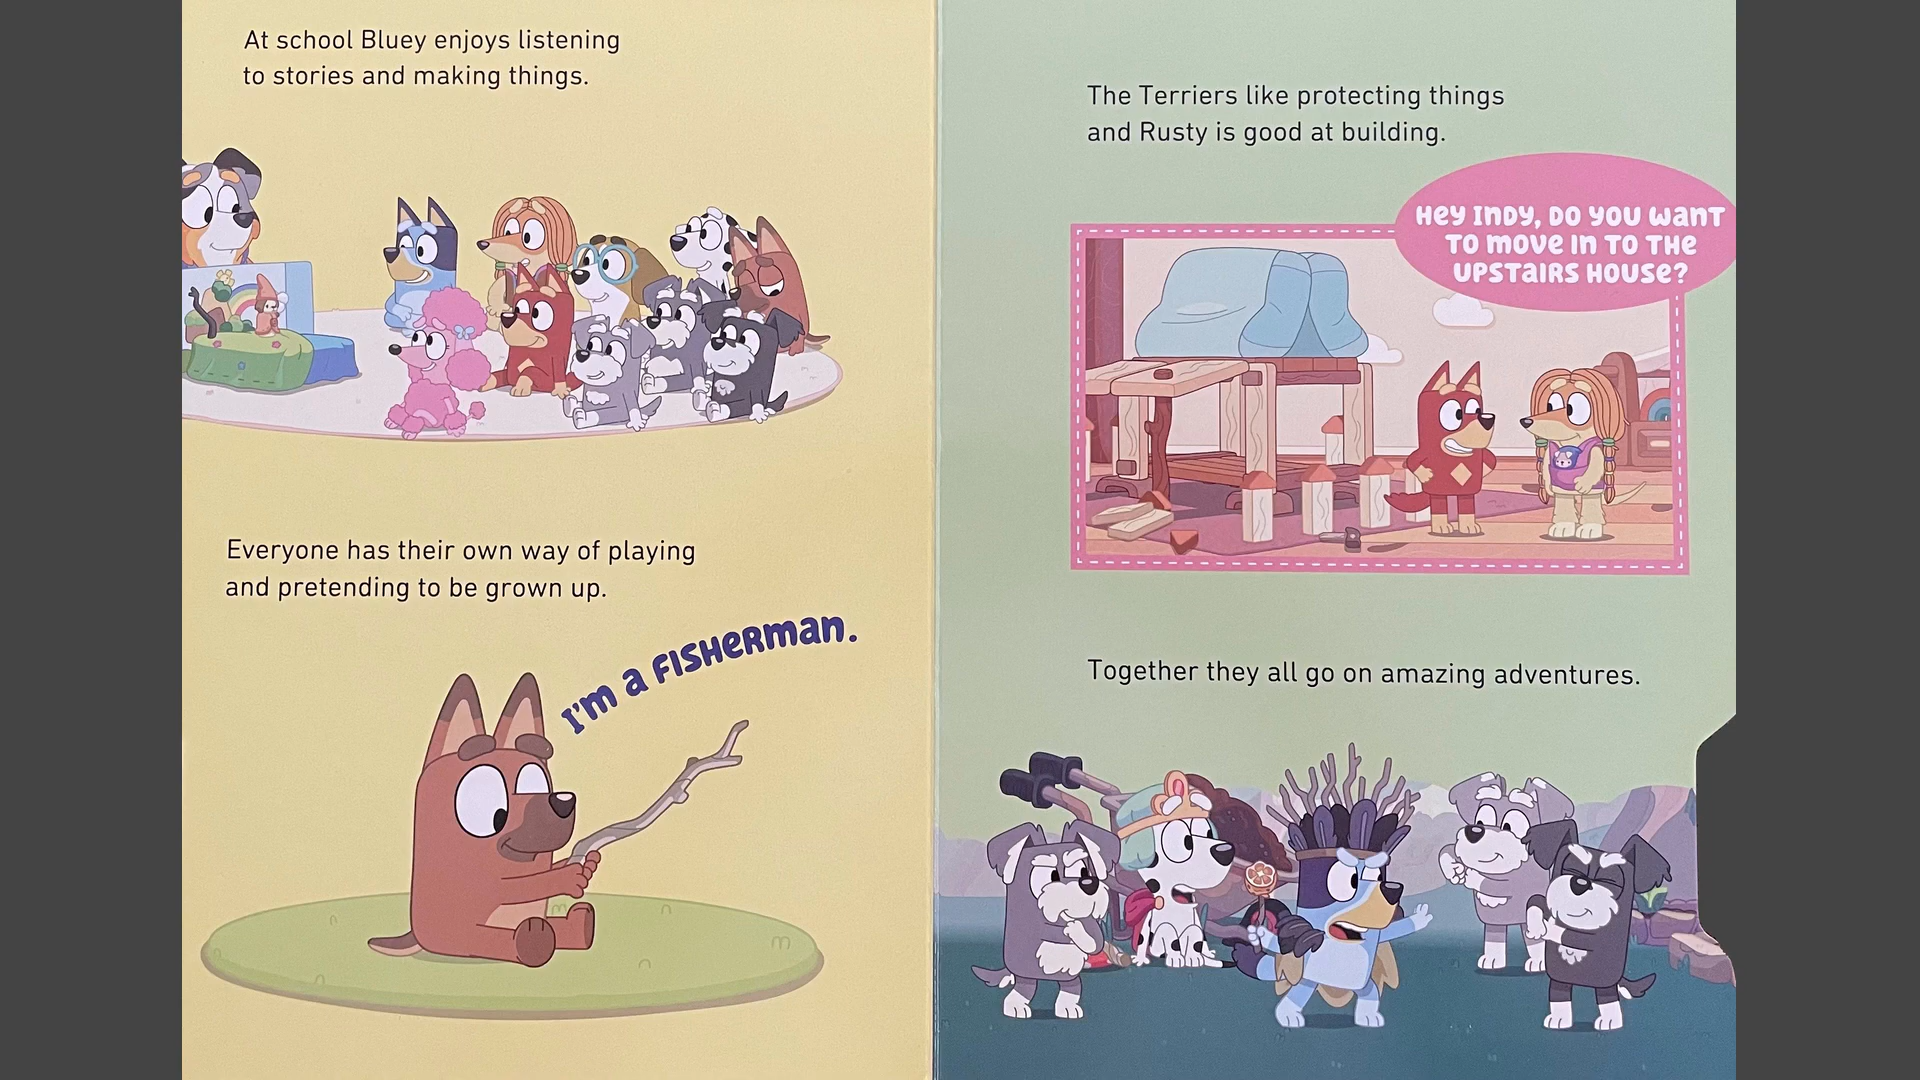 At school Bluey enjoys listening
to stories and making things.
Everyone has their own way of playing
and pretending to be grown up.
I'm a FISHERMAN.
The Terriers like protecting things
and Rusty is good at building.
HEY INDY, DO YOU WANT
TO MOVE IN TO THE
UPSTAIRS HOUSE?
Together they all go on amazing adventures.